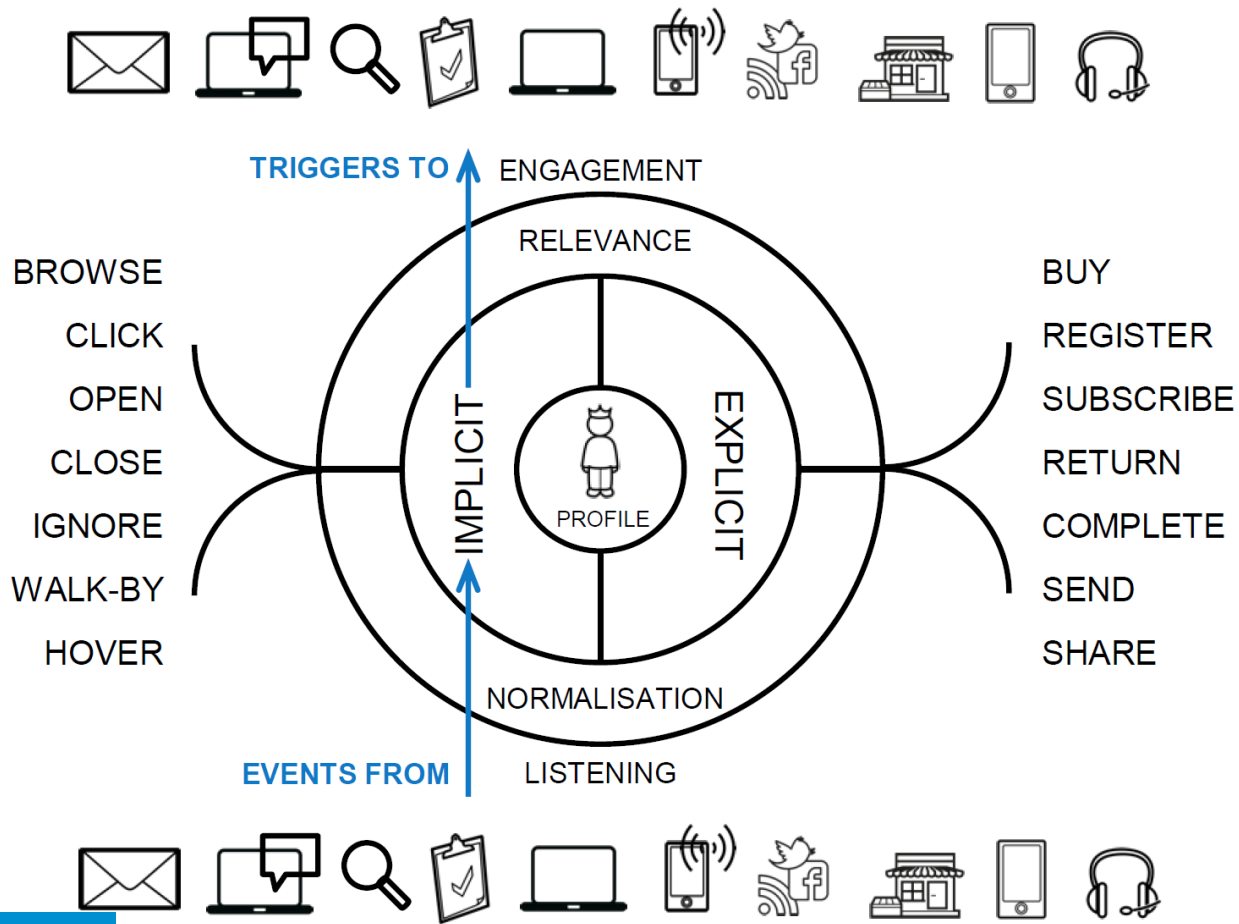 TRIGGERS TO
ENGAGEMENT
RELEVANCE
BROWSE
CLICK
OPEN
CLOSE
IGNORE
WALK-BY
HOVER
IMPLICIT
PROFILE
EXPLICIT
BUY
REGISTER
SUBSCRIBE
RETURN
COMPLETE
SEND
SHARE
NORMALISATION
EVENTS FROM
LISTENING